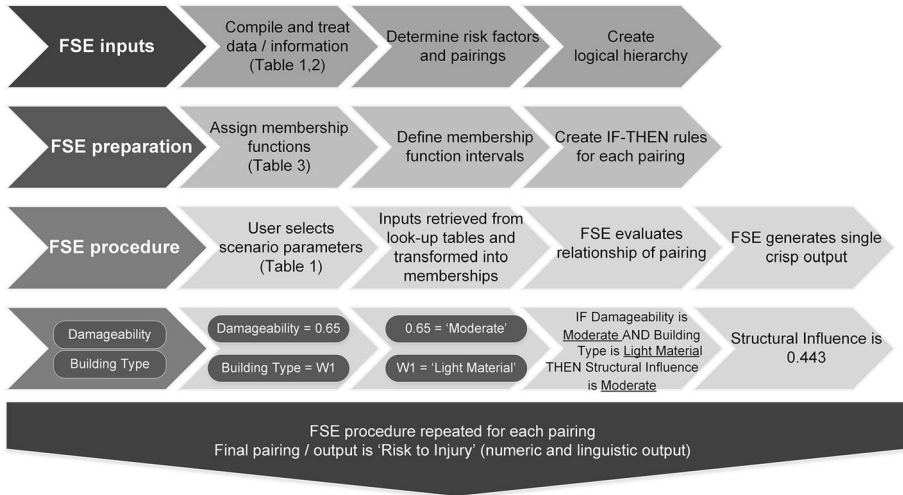 FSE inputs
Compile and treat
data / information
(Table 1,2)
Determine risk factors
and pairings
Create
logical hierarchy
FSE preparation
Assign membership
functions
(Table 3)
Define membership
function intervals
Create IF-THEN rules
for each pairing
FSE procedure
User selects
scenario parameters
(Table 1)
Inputs retrieved from
look-up tables and
transformed into
memberships
FSE evaluates
relationship of pairing
FSE generates single
crisp output
Damageability
Building Type
Damageability = 0.65
Building Type = W1
0.65 = ‘Moderate’
W1 = ‘Light Material’
IF Damageability is
Moderate AND Building
Type is Light Material
THEN Structural Influence
is Moderate
Structural Influence is
0.443
FSE procedure repeated for each pairing
Final pairing / output is ‘Risk to Injury’ (numeric and linguistic output)